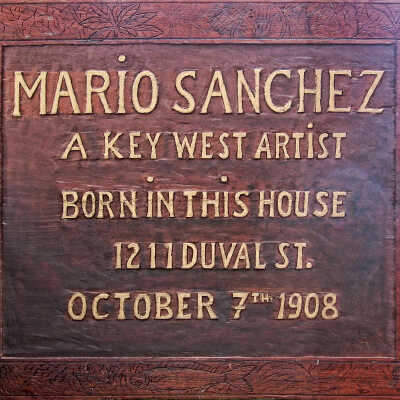 MARiO SANCHEZ
A KEY WEST ARTiST
BORN iN THiS HOUSE
1211 DUVAL ST.
OCTOBER 7TH. 1908